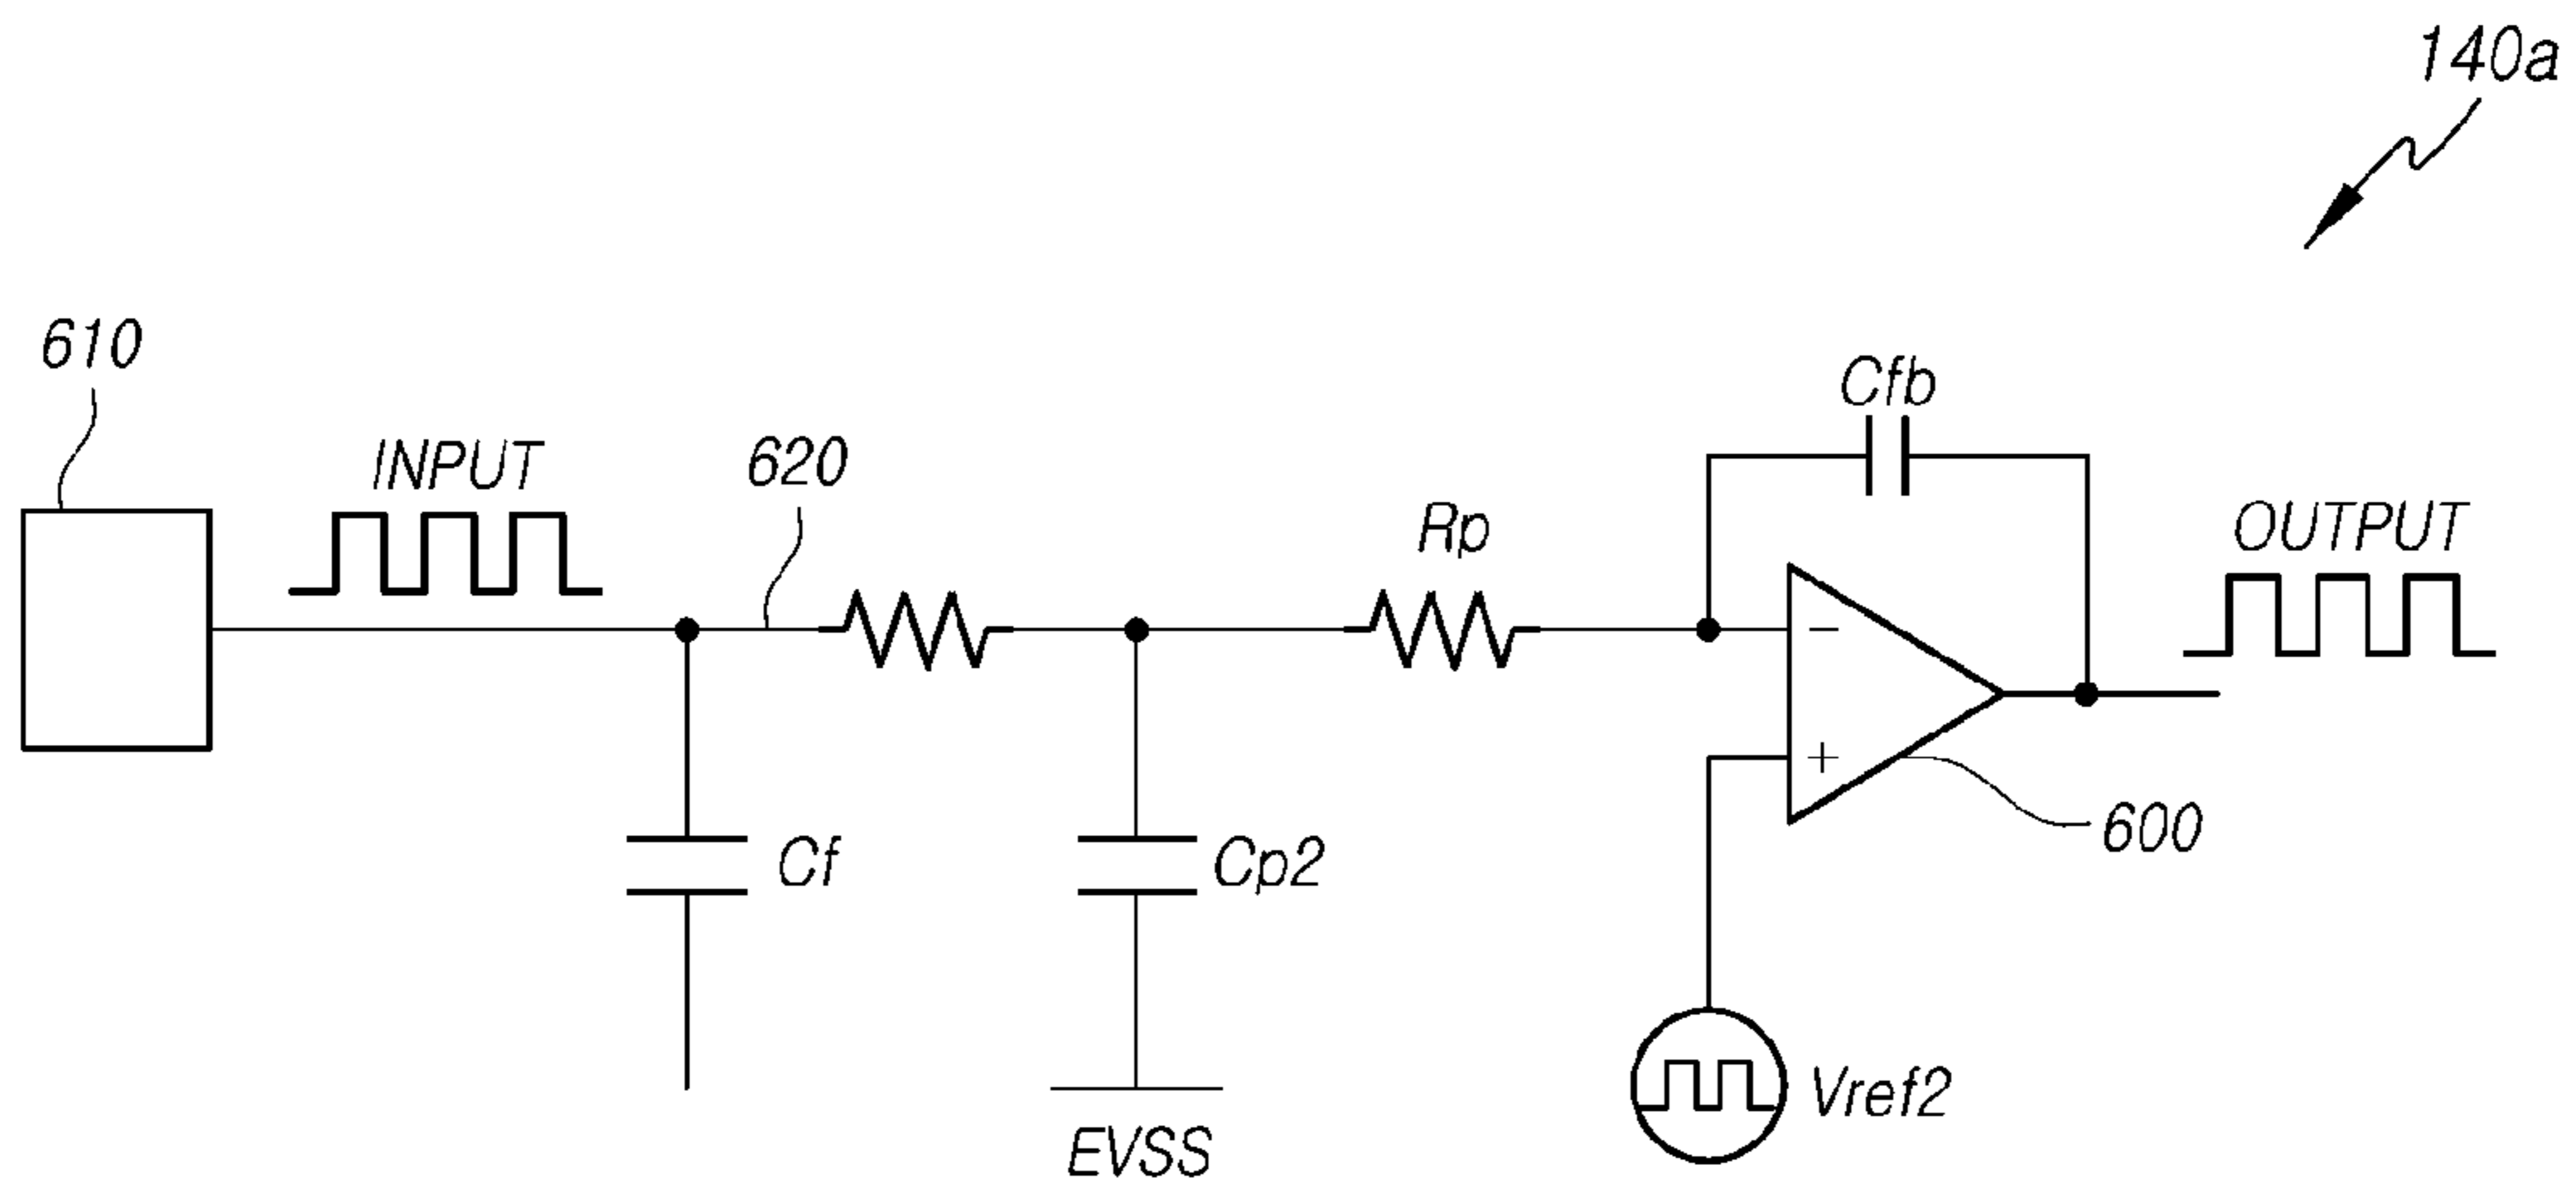 140a
610
INPUT
620
Rp
Cfb
OUTPUT
−
+
600
Cf
Cp2
EVSS
Vref2